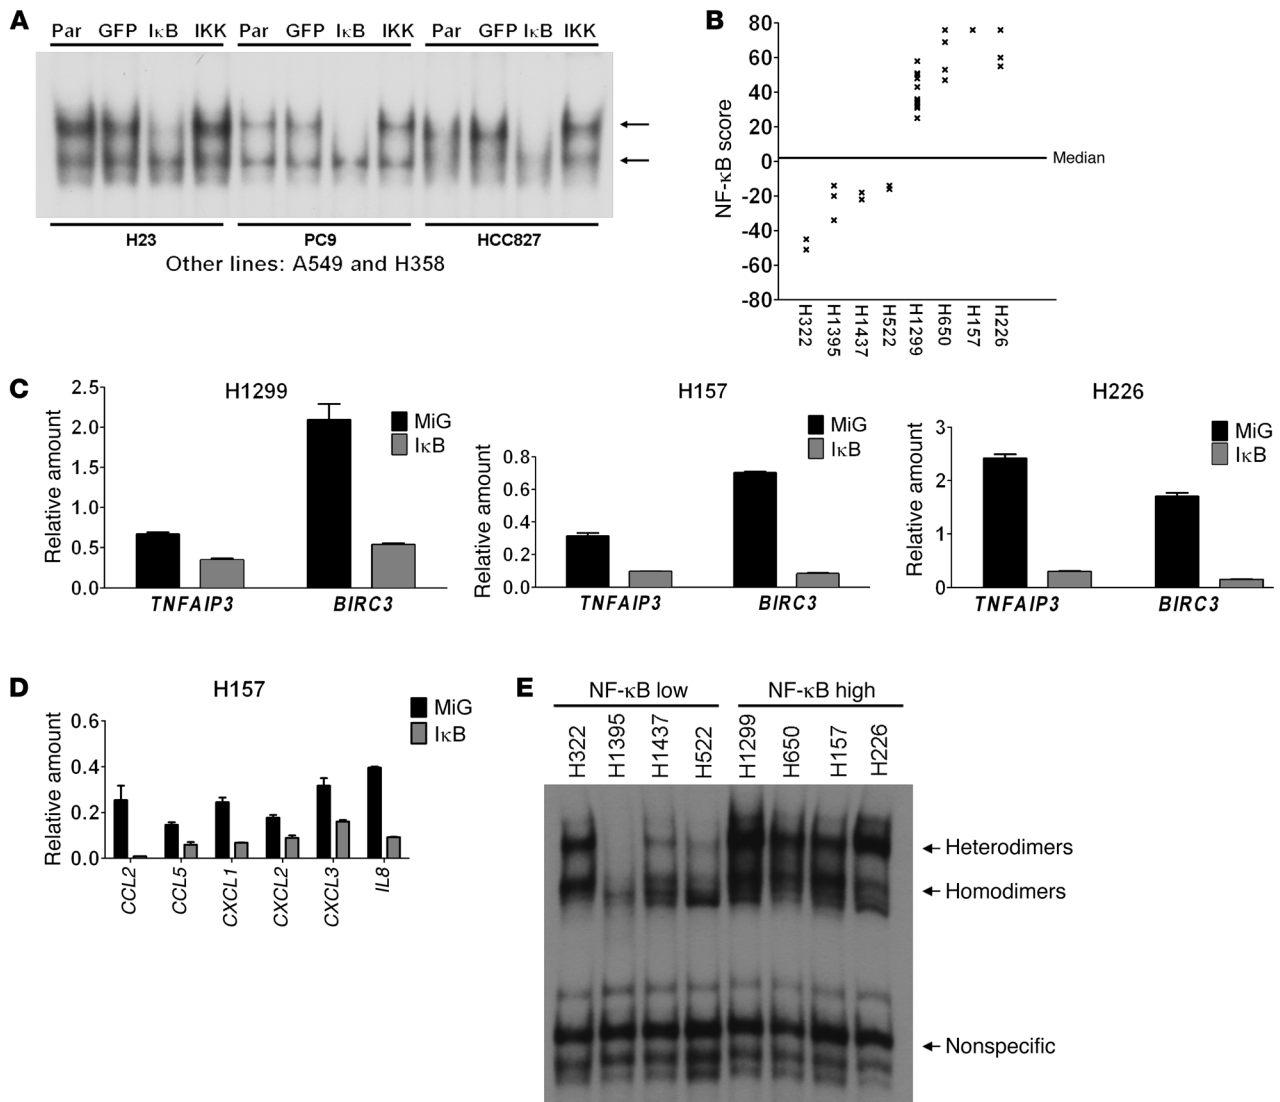 A
Par GFP IκB IKK Par GFP IκB IKK Par GFP IκB IKK
H23 PC9 HCC827
Other lines: A549 and H358
B
NF-κB score
80
60
40
20
0
-20
-40
-60
-80
Median
H322 H1395 H1437 H522 H1299 H650 H157 H226
C
H1299
Relative amount
2.5
2.0
1.5
1.0
0.5
0.0
MiG
IκB
TNFAIP3 BIRC3
H157
Relative amount
0.8
0.6
0.4
0.2
0.0
MiG
IκB
TNFAIP3 BIRC3
H226
Relative amount
3
2
1
0
MiG
IκB
TNFAIP3 BIRC3
D
H157
Relative amount
0.6
0.4
0.2
0.0
MiG
IκB
CCL2 CCL5 CXCL1 CXCL2 CXCL3 IL8
E
NF-κB low NF-κB high
H322 H1395 H1437 H522 H1299 H650 H157 H226
Heterodimers
Homodimers
Nonspecific